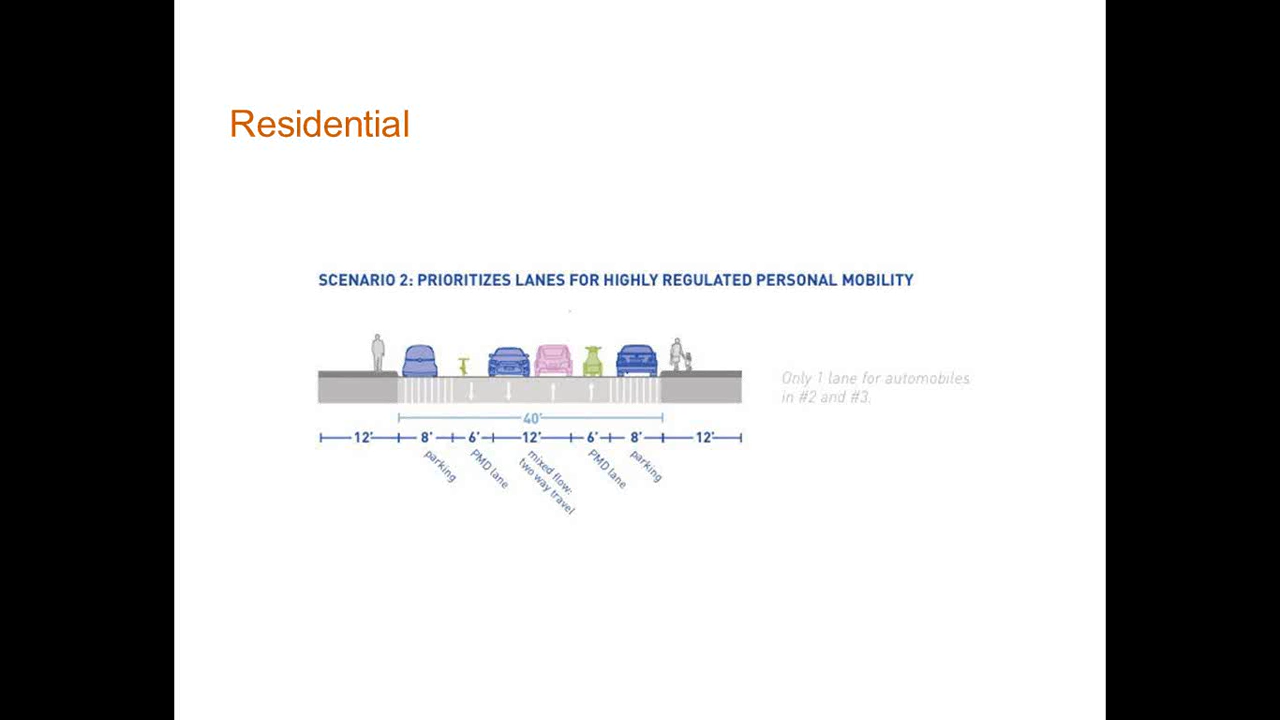 Residential
SCENARIO 2: PRIORITIZES LANES FOR HIGHLY REGULATED PERSONAL MOBILITY
Only 1 lane for automobiles
in #2 and #3.
40'
12' 8' 6' 12' 6' 8' 12'
parking
PMD lane
mixed flow:
two way travel
PMD lane
parking